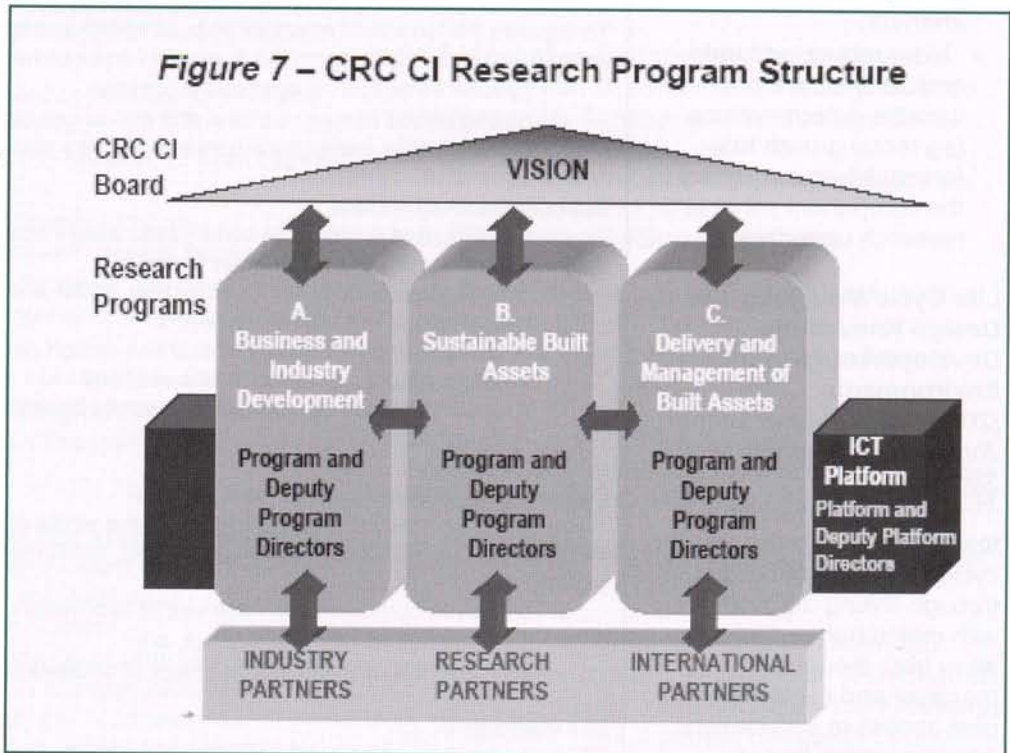 Figure 7 – CRC CI Research Program Structure
CRC CI
Board
VISION
Research
Programs
A.
Business and
Industry
Development
Program and
Deputy
Program
Directors
B.
Sustainable Built
Assets
Program and
Deputy
Program
Directors
C.
Delivery and
Management of
Built Assets
Program and
Deputy
Program
Directors
ICT
Platform
Platform and
Deputy Platform
Directors
INDUSTRY
PARTNERS
RESEARCH
PARTNERS
INTERNATIONAL
PARTNERS